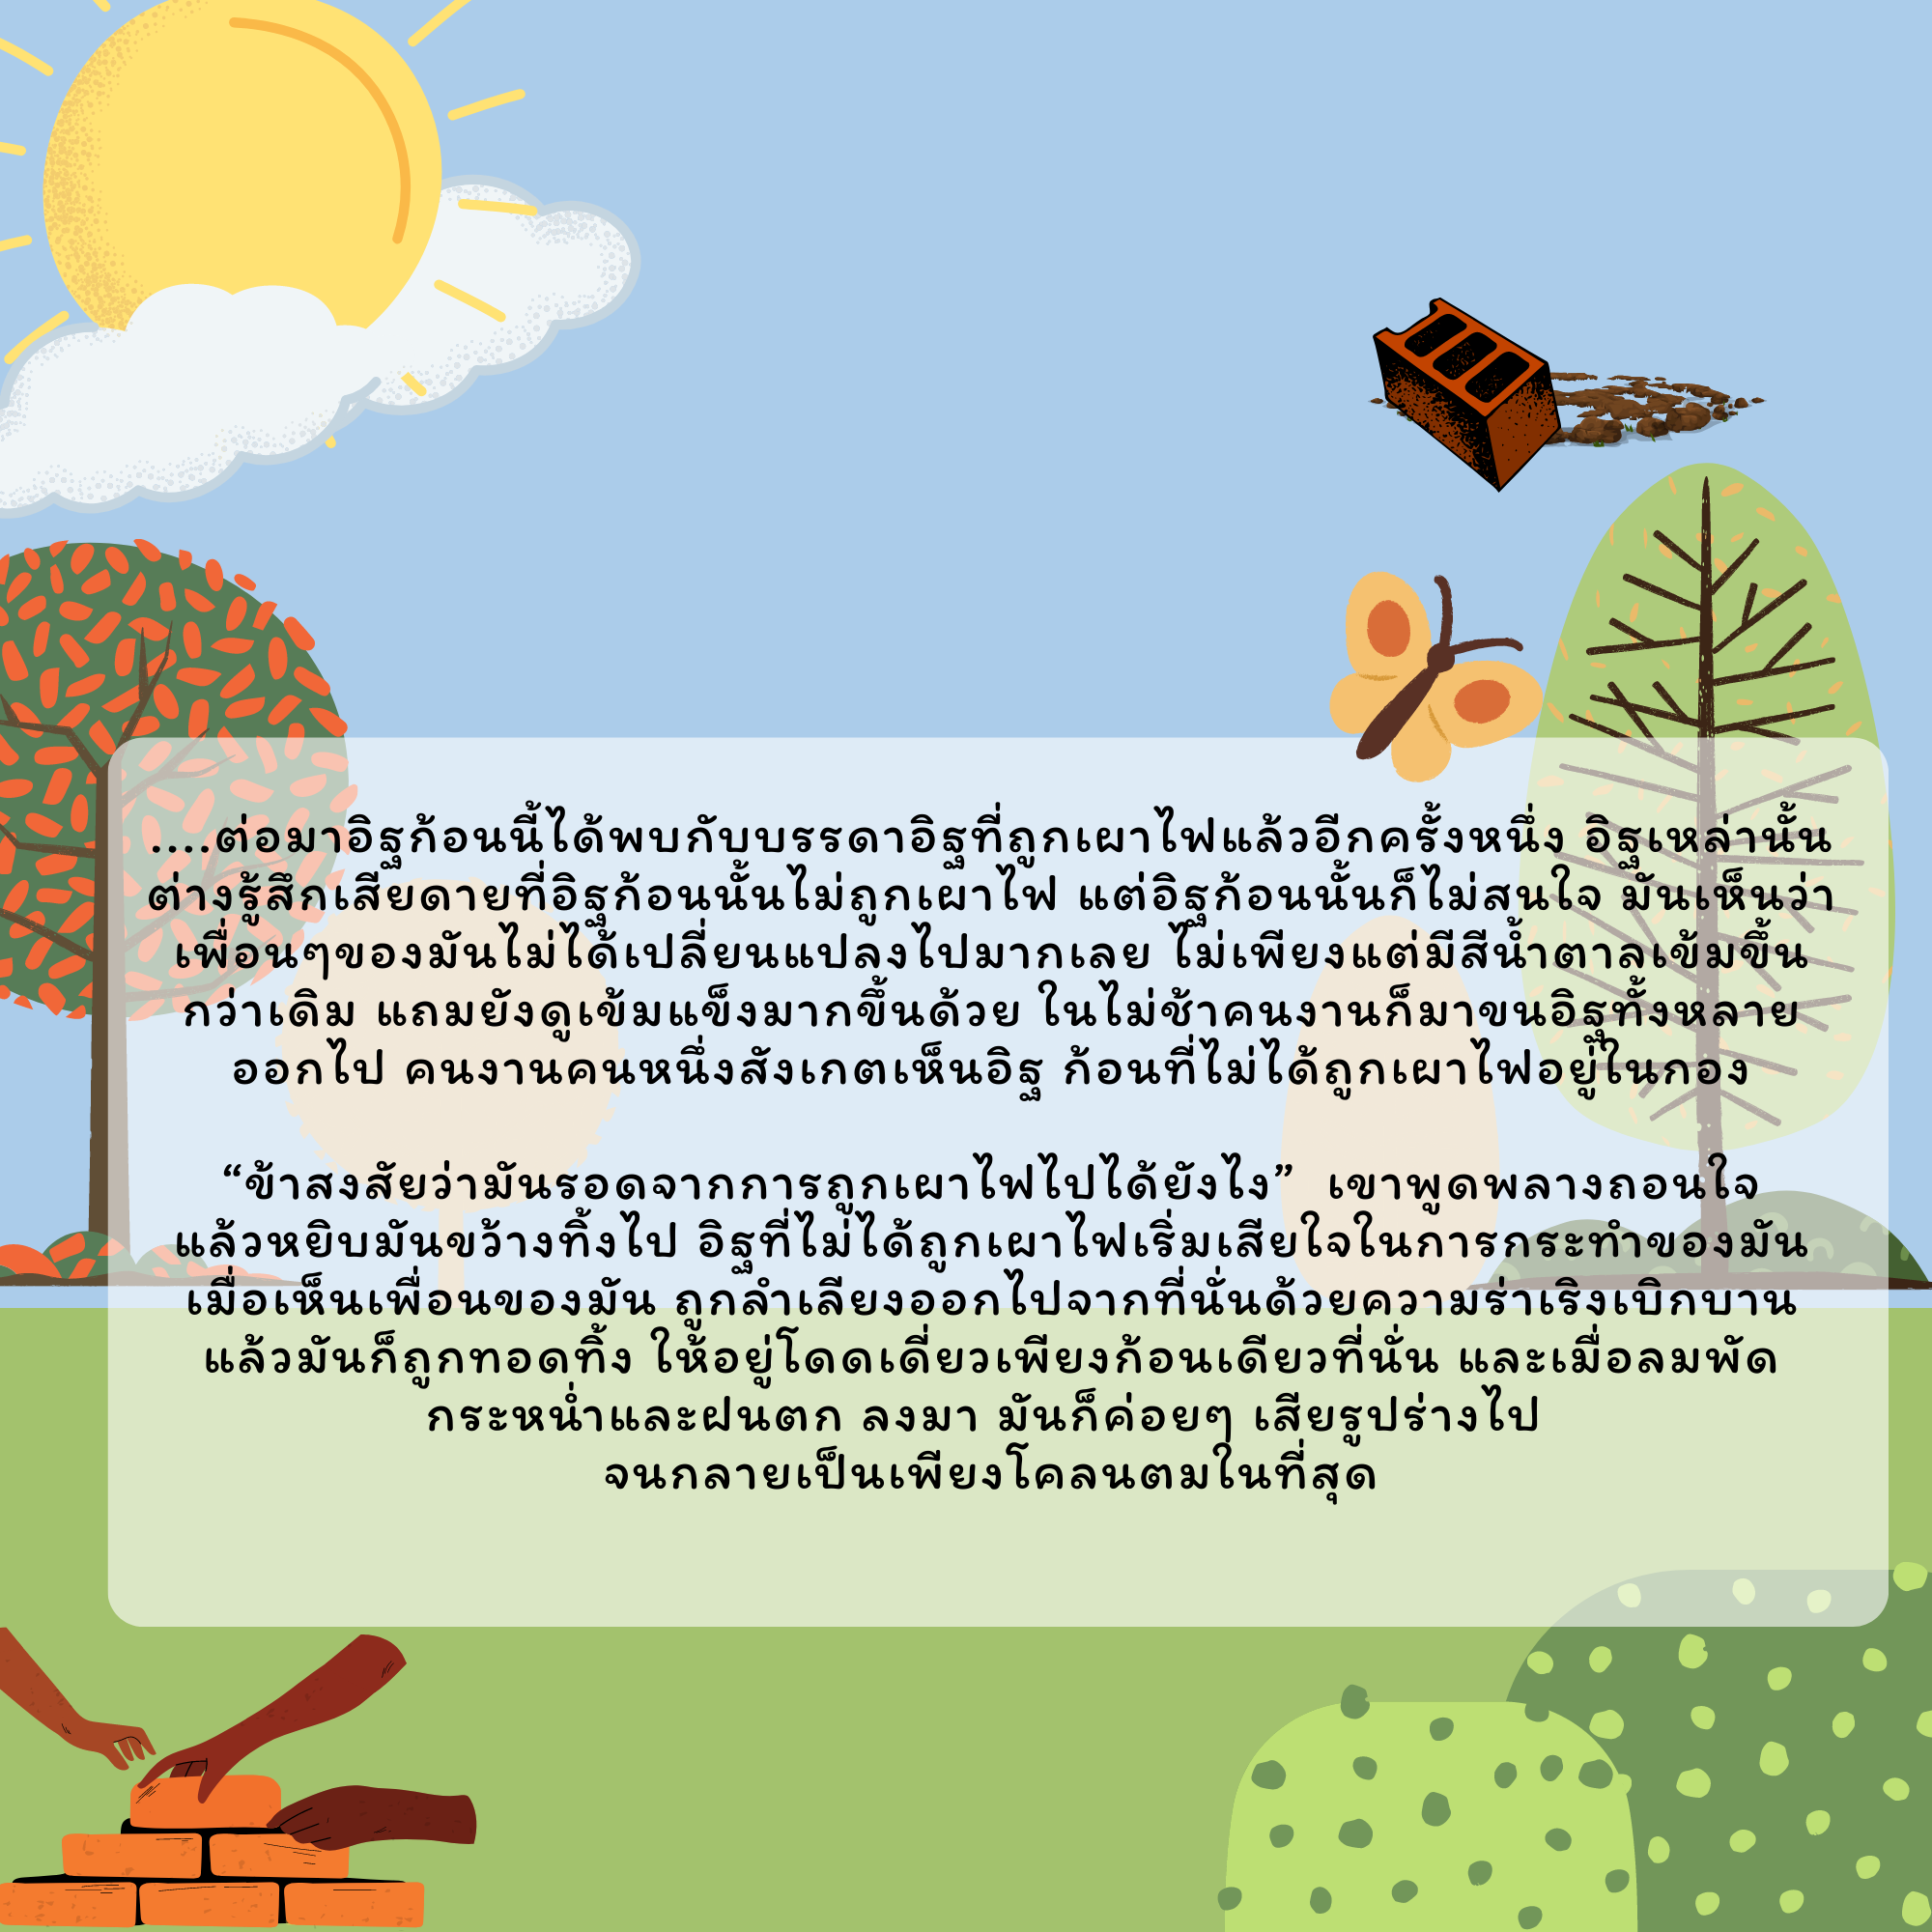 ....ต่อมาอิฐก้อนนี้ได้พบกับบรรดาอิฐที่ถูกเผาไฟแล้วอีกครั้งหนึ่ง อิฐเหล่านั้น
ต่างรู้สึกเสียดายที่อิฐก้อนนั้นไม่ถูกเผาไฟ แต่อิฐก้อนนั้นก็ไม่สนใจ มันเห็นว่า
เพื่อนๆของมันไม่ได้เปลี่ยนแปลงไปมากเลย ไม่เพียงแต่มีสีน้ำตาลเข้มขึ้น
กว่าเดิม แถมยังดูเข้มแข็งมากขึ้นด้วย ในไม่ช้าคนงานก็มาขนอิฐทั้งหลาย
ออกไป คนงานคนหนึ่งสังเกตเห็นอิฐ ก้อนที่ไม่ได้ถูกเผาไฟอยู่ในกอง
“ข้าสงสัยว่ามันรอดจากการถูกเผาไฟไปได้ยังไง” เขาพูดพลางถอนใจ
แล้วหยิบมันขว้างทิ้งไป อิฐที่ไม่ได้ถูกเผาไฟเริ่มเสียใจในการกระทำของมัน
เมื่อเห็นเพื่อนของมัน ถูกลำเลียงออกไปจากที่นั่นด้วยความร่าเริงเบิกบาน
แล้วมันก็ถูกทอดทิ้ง ให้อยู่โดดเดี่ยวเพียงก้อนเดียวที่นั่น และเมื่อลมพัด
กระหน่ำและฝนตก ลงมา มันก็ค่อยๆ เสียรูปร่างไป
จนกลายเป็นเพียงโคลนตมในที่สุด